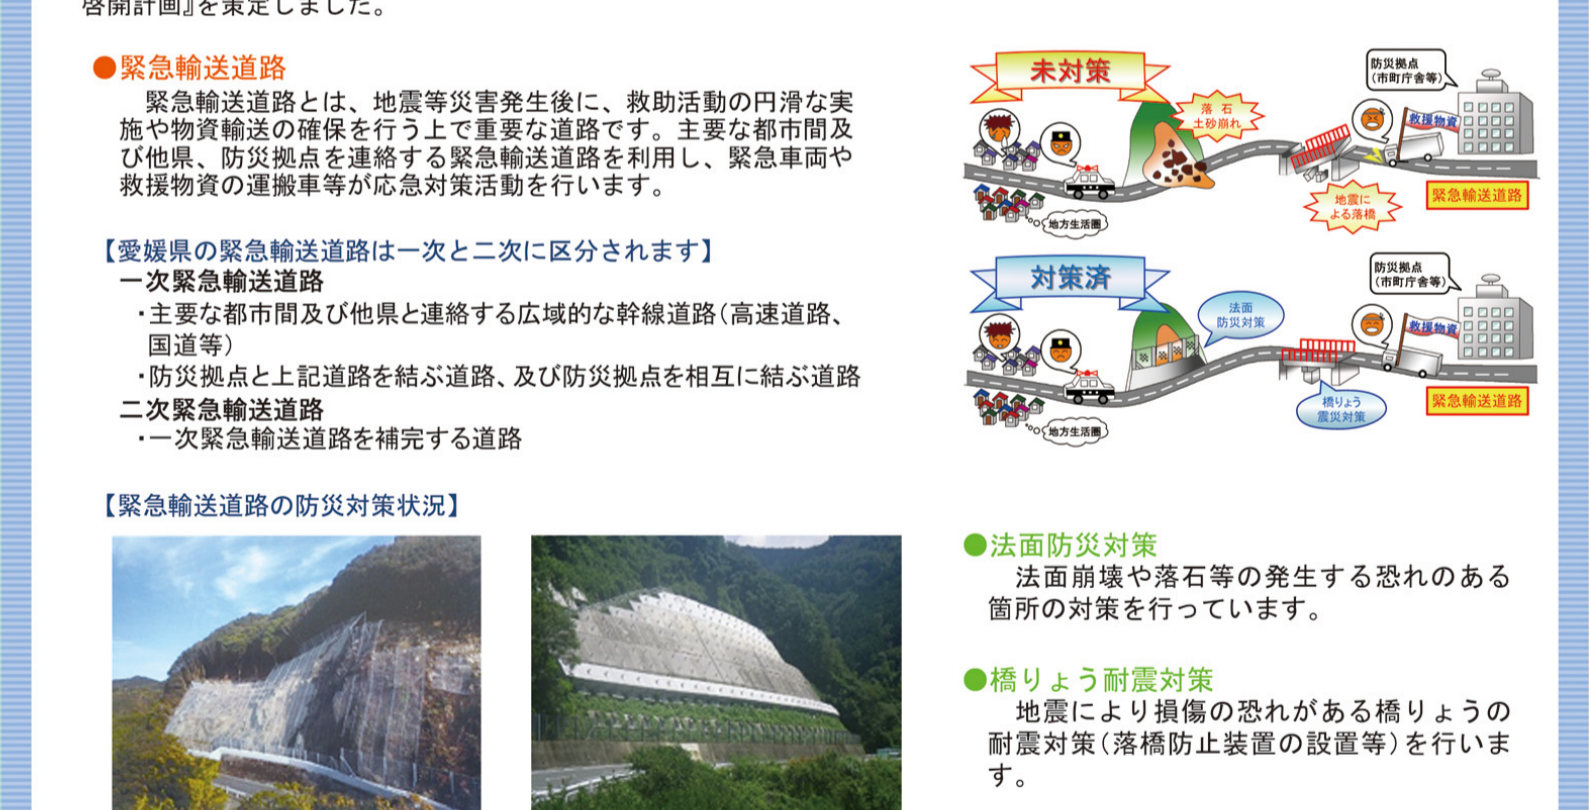 啓開計画』を策定しました。
●緊急輸送道路
緊急輸送道路とは、地震等災害発生後に、救助活動の円滑な実
施や物資輸送の確保を行う上で重要な道路です。主要な都市間及
び他県、防災拠点を連絡する緊急輸送道路を利用し、緊急車両や
救援物資の運搬車等が応急対策活動を行います。
【愛媛県の緊急輸送道路は一次と二次に区分されます】
一次緊急輸送道路
・主要な都市間及び他県と連絡する広域的な幹線道路（高速道路、
国道等）
・防災拠点と上記道路を結ぶ道路、及び防災拠点を相互に結ぶ道路
二次緊急輸送道路
・一次緊急輸送道路を補完する道路
未対策
防災拠点
（市町庁舎等）
落石
土砂崩れ
救援物資
地震に
よる落橋
緊急輸送道路
地方生活圏
対策済
防災拠点
（市町庁舎等）
法面
防災対策
救援物資
橋りょう
震災対策
緊急輸送道路
地方生活圏
【緊急輸送道路の防災対策状況】
●法面防災対策
法面崩壊や落石等の発生する恐れのある
箇所の対策を行っています。
●橋りょう耐震対策
地震により損傷の恐れがある橋りょうの
耐震対策（落橋防止装置の設置等）を行いま
す。